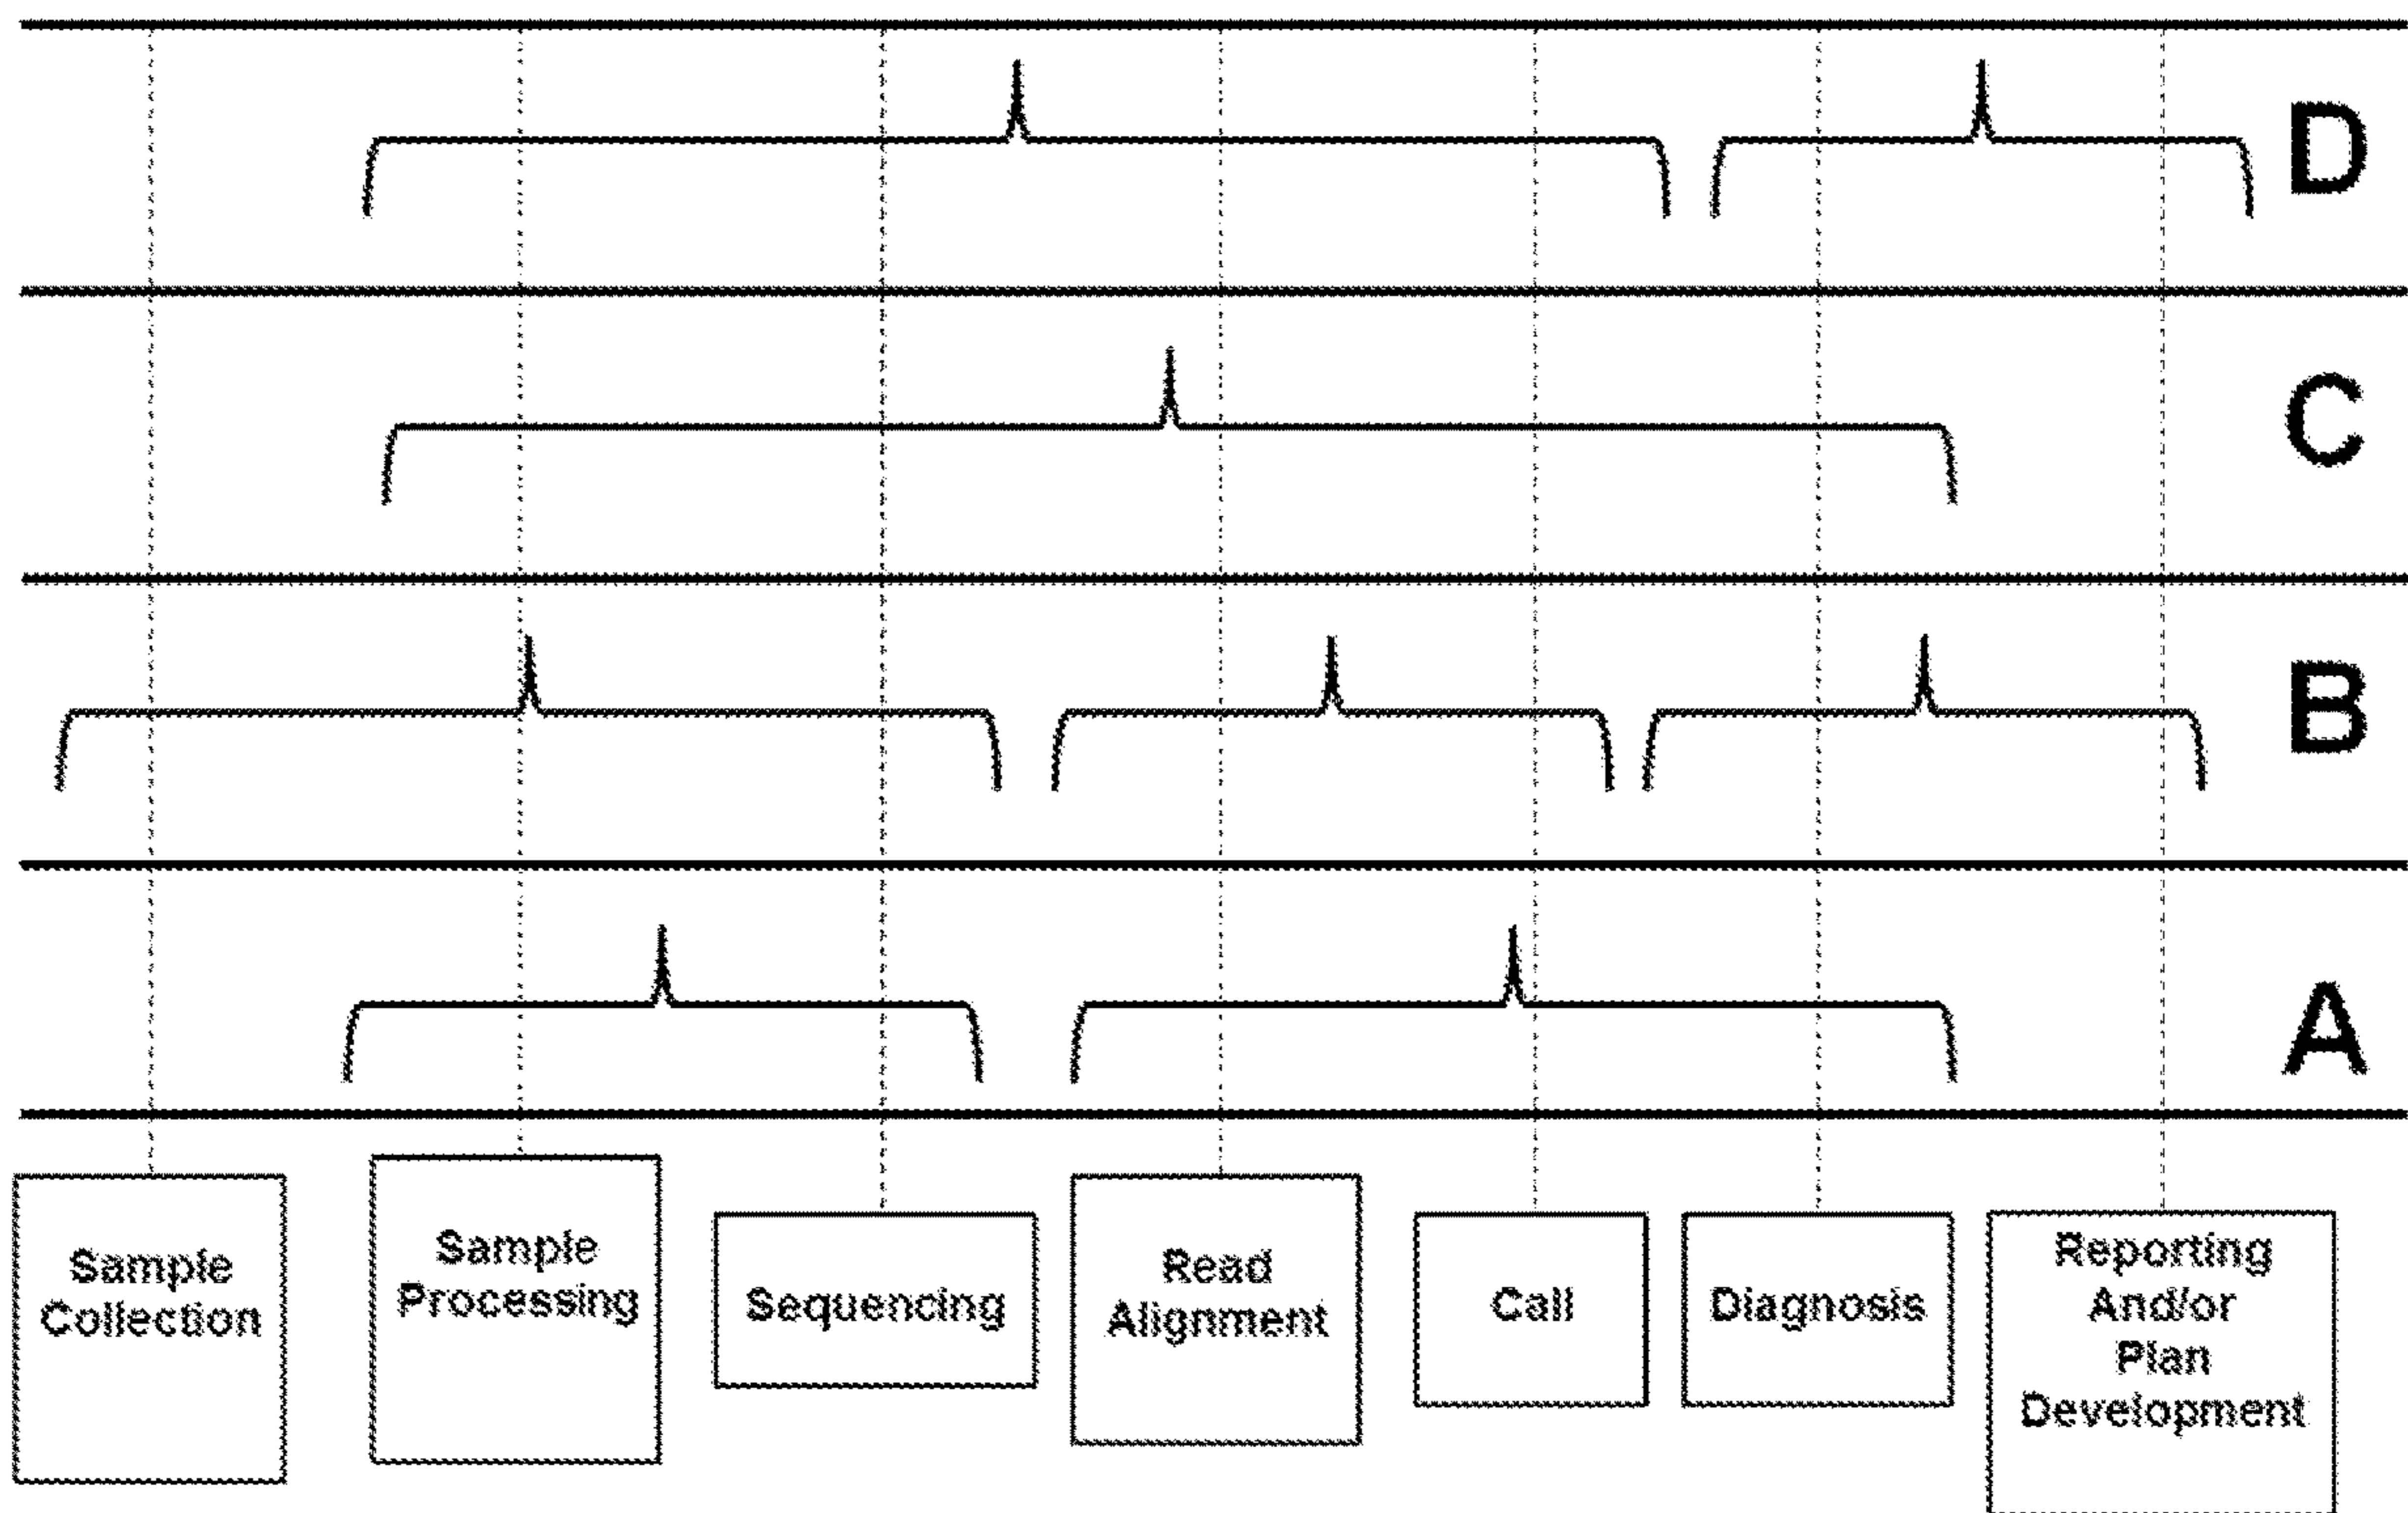 D
C
B
A
Sample
Collection
Sample
Processing
Sequencing
Read
Alignment
Call
Diagnosis
Reporting
And/or
Plan
Development